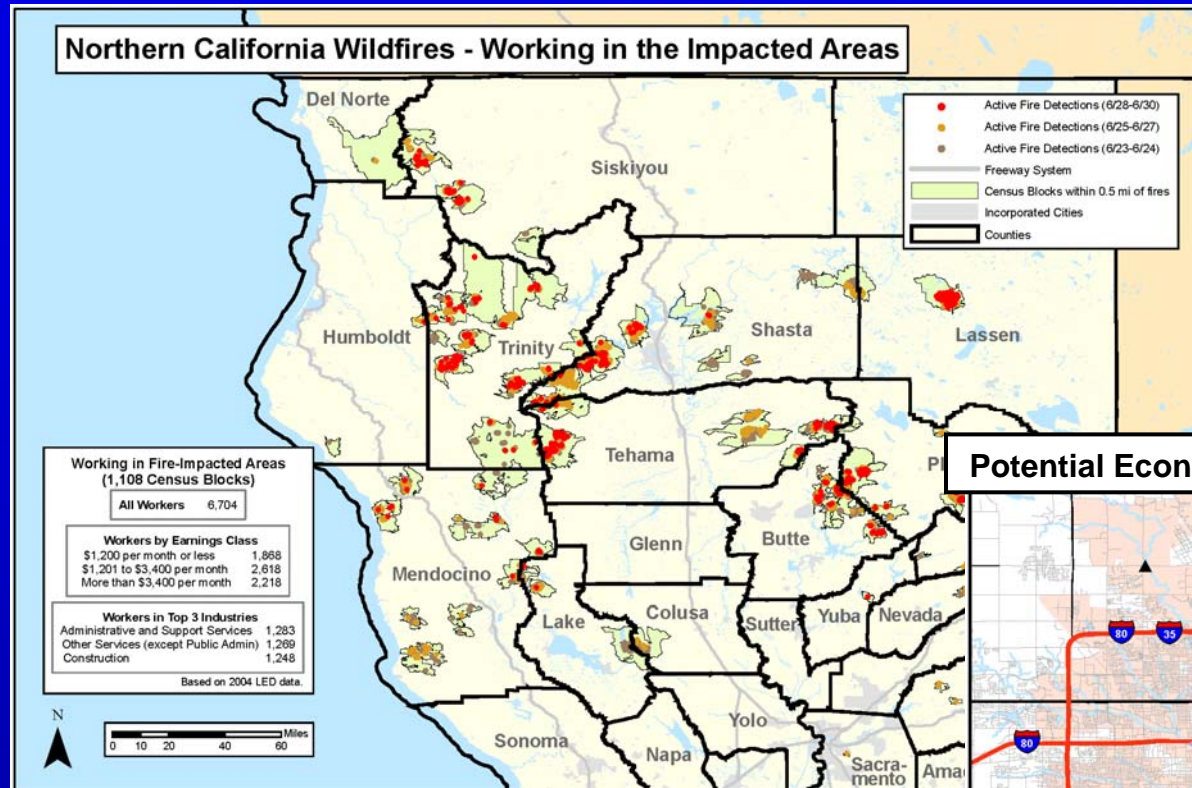 Northern California Wildfires - Working in the Impacted Areas
Del Norte
Siskiyou
Active Fire Detections (6/28-6/30)
Active Fire Detections (6/25-6/27)
Active Fire Detections (6/23-6/24)
Freeway System
Census Blocks within 0.5 mi of fires
Incorporated Cities
Counties
Humboldt
Trinity
Shasta
Lassen
Tehama
Pl
Potential Econ
Working in Fire-Impacted Areas
(1,108 Census Blocks)
All Workers 6,704
Workers by Earnings Class
$1,200 per month or less 1,868
$1,201 to $3,400 per month 2,618
More than $3,400 per month 2,218
Workers in Top 3 Industries
Administrative and Support Services 1,283
Other Services (except Public Admin) 1,269
Construction 1,248
Based on 2004 LED data.
Glenn
Butte
Mendocino
Lake
Colusa
Sutter
Yuba
Nevada
80 35
80
N
Miles
0 10 20 40 60
Sonoma
Napa
Yolo
Sacra-
mento
Ama